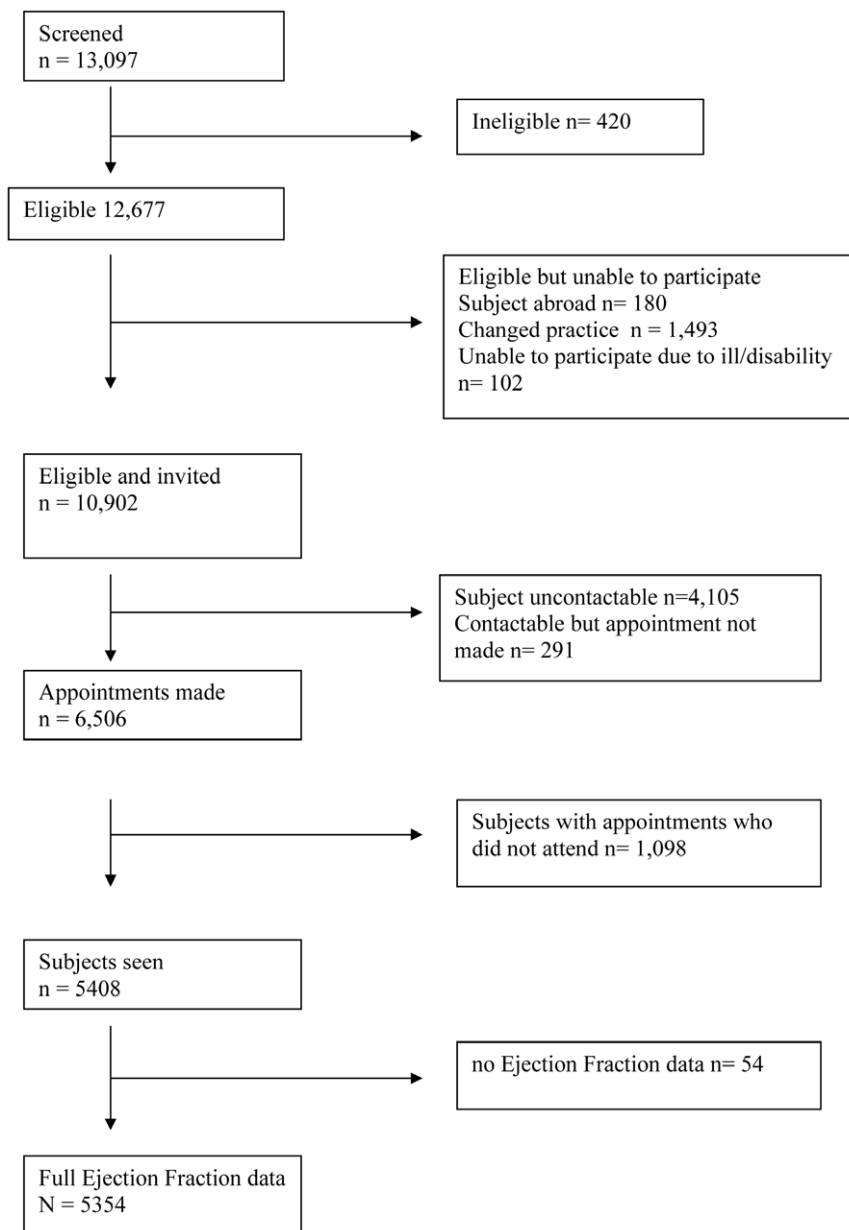 Screened
n = 13,097
Ineligible n= 420
Eligible 12,677
Eligible but unable to participate
Subject abroad n= 180
Changed practice  n = 1,493
Unable to participate due to ill/disability
n= 102
Eligible and invited
n = 10,902
Subject uncontactable n=4,105
Contactable but appointment not
made n= 291
Appointments made
n = 6,506
Subjects with appointments who
did not attend n= 1,098
Subjects seen
n = 5408
no Ejection Fraction data n= 54
Full Ejection Fraction data
N = 5354